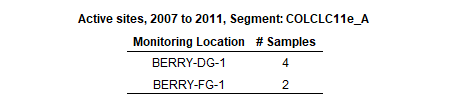 Active sites, 2007 to 2011, Segment: COLCLC11e_A
Monitoring Location # Samples
BERRY-DG-1 4
BERRY-FG-1 2